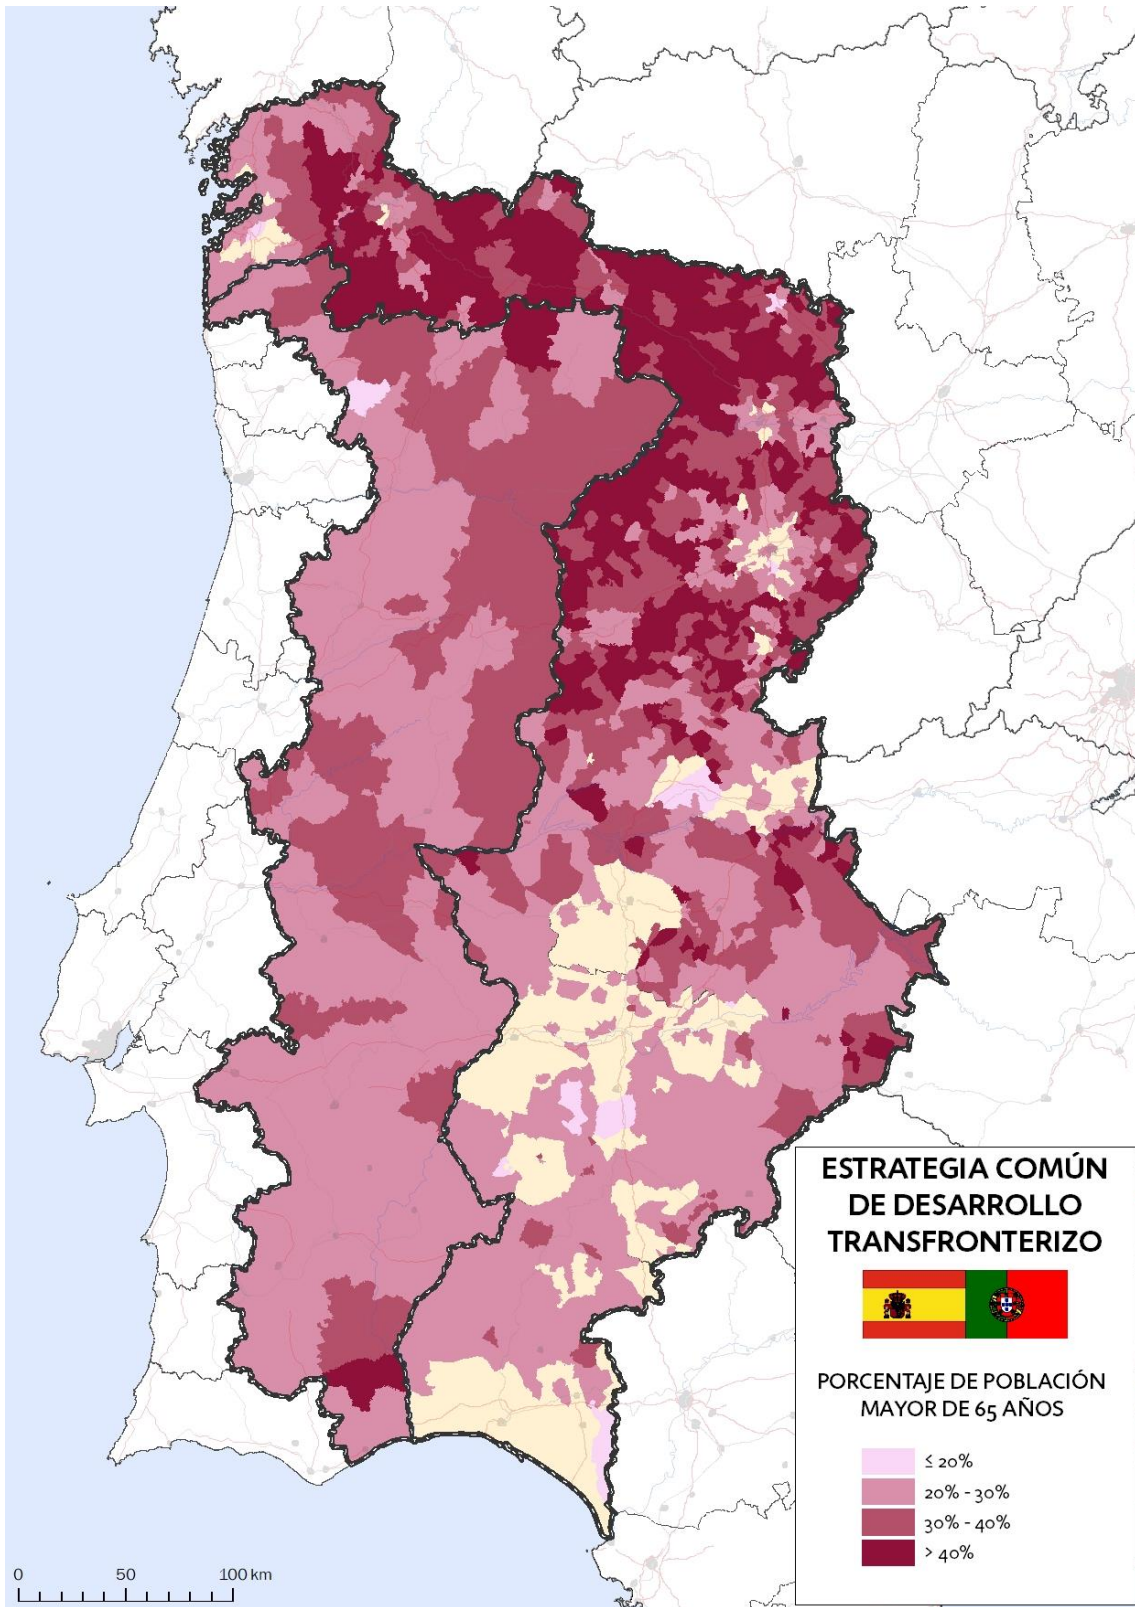 ESTRATEGIA COMÚN
DE DESARROLLO
TRANSFRONTERIZO
PORCENTAJE DE POBLACIÓN
MAYOR DE 65 AÑOS
≤ 20%
20% - 30%
30% - 40%
> 40%
0 50 100 km